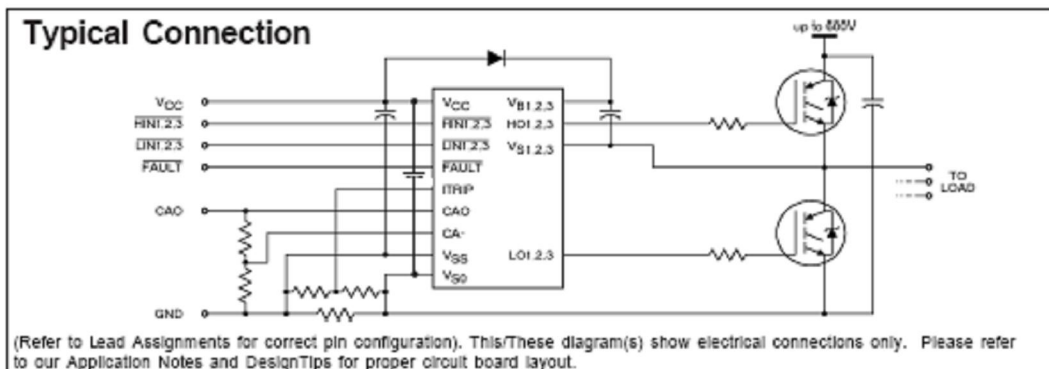 Typical Connection
up to 600V
VCC
HIN1,2,3
LIN1,2,3
FAULT
CAO
GND
VCC
HIN1,2,3
LIN1,2,3
FAULT
ITRIP
CAO
CA-
VSS
VS0
VB1,2,3
HO1,2,3
VS1,2,3
LO1,2,3
TO
LOAD
(Refer to Lead Assignments for correct pin configuration). This/These diagram(s) show electrical connections only. Please refer
to our Application Notes and DesignTips for proper circuit board layout.